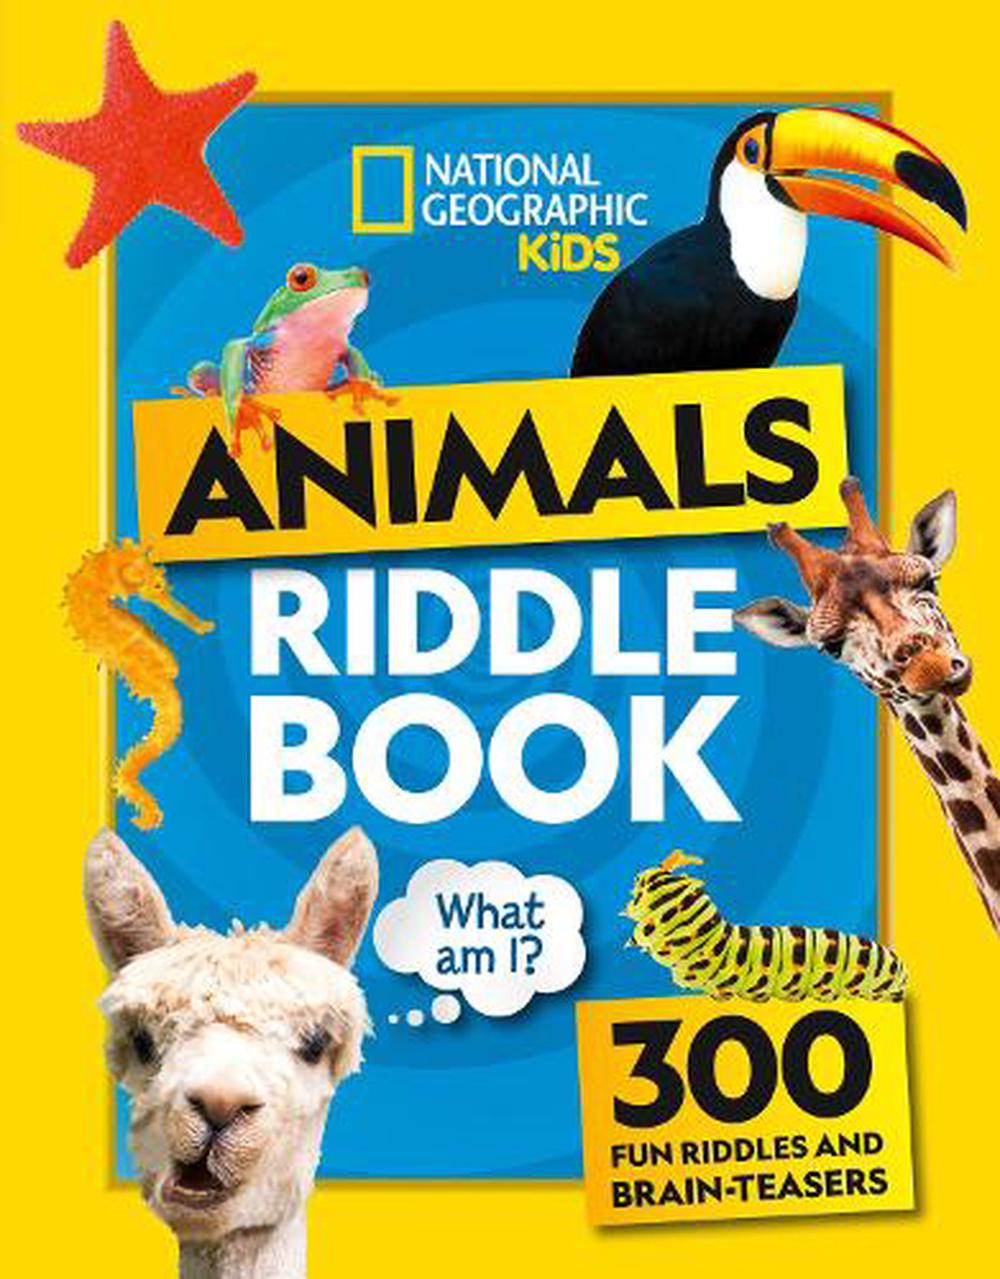 NATIONAL
GEOGRAPHIC
KiDS
ANIMALS
RIDDLE
BOOK
What
am I?
300
FUN RIDDLES AND
BRAIN-TEASERS